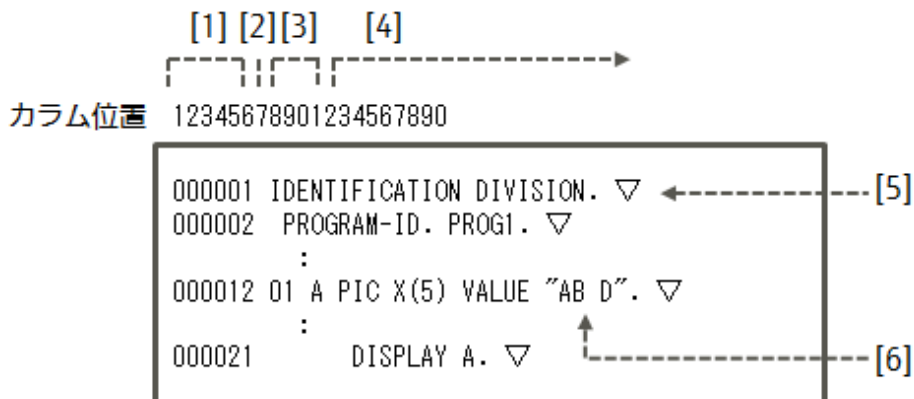 [1] [2][3] [4]
カラム位置 12345678901234567890
000001 IDENTIFICATION DIVISION. ▽ [5]
000002  PROGRAM-ID. PROG1. ▽
:
000012 01 A PIC X(5) VALUE "AB D". ▽
:
000021      DISPLAY A. ▽
[6]